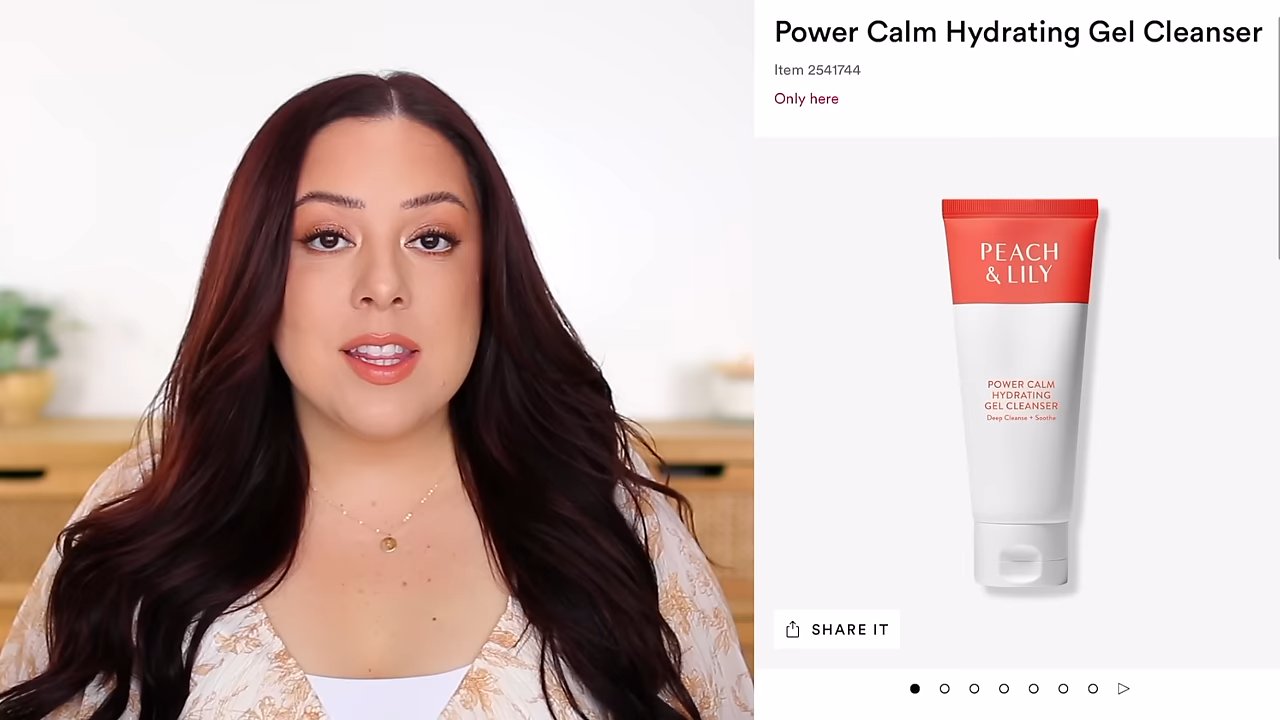 Power Calm Hydrating Gel Cleanser
Item 2541744
Only here
PEACH
& LILY
POWER CALM
HYDRATING
GEL CLEANSER
Deep Cleanse + Soothe
SHARE IT